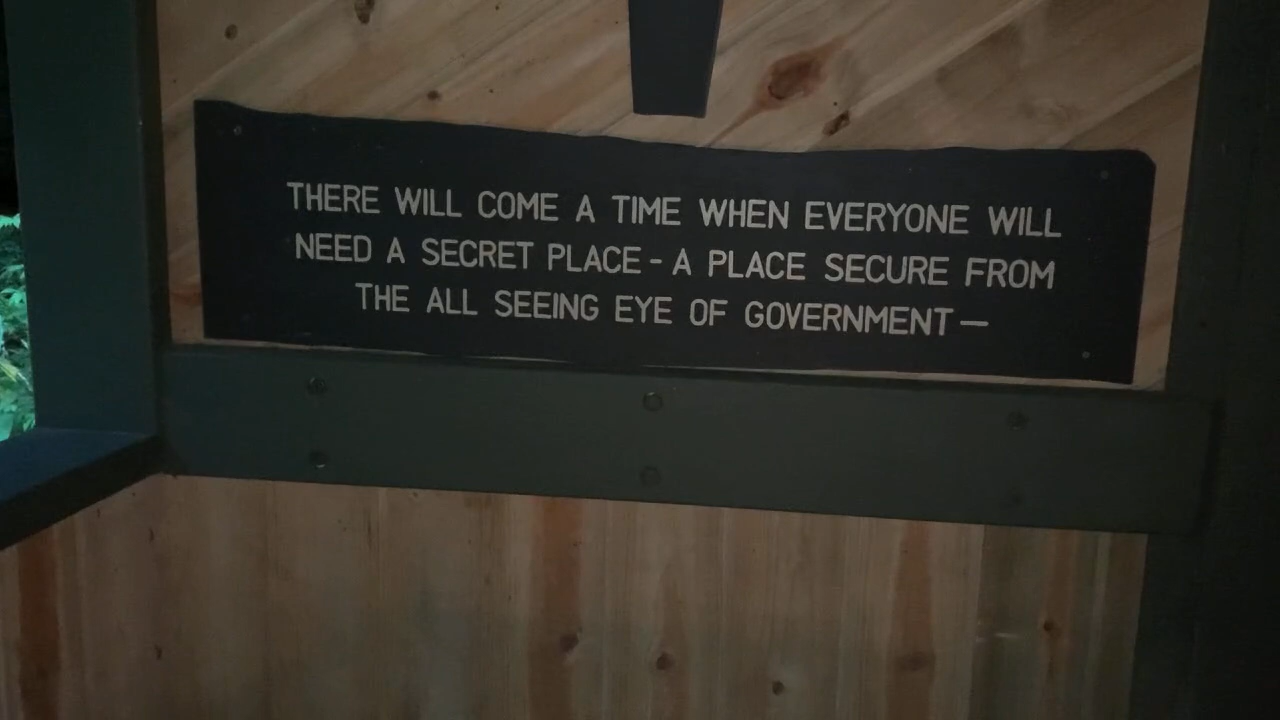 THERE WILL COME A TIME WHEN EVERYONE WILL
NEED A SECRET PLACE - A PLACE SECURE FROM
THE ALL SEEING EYE OF GOVERNMENT —